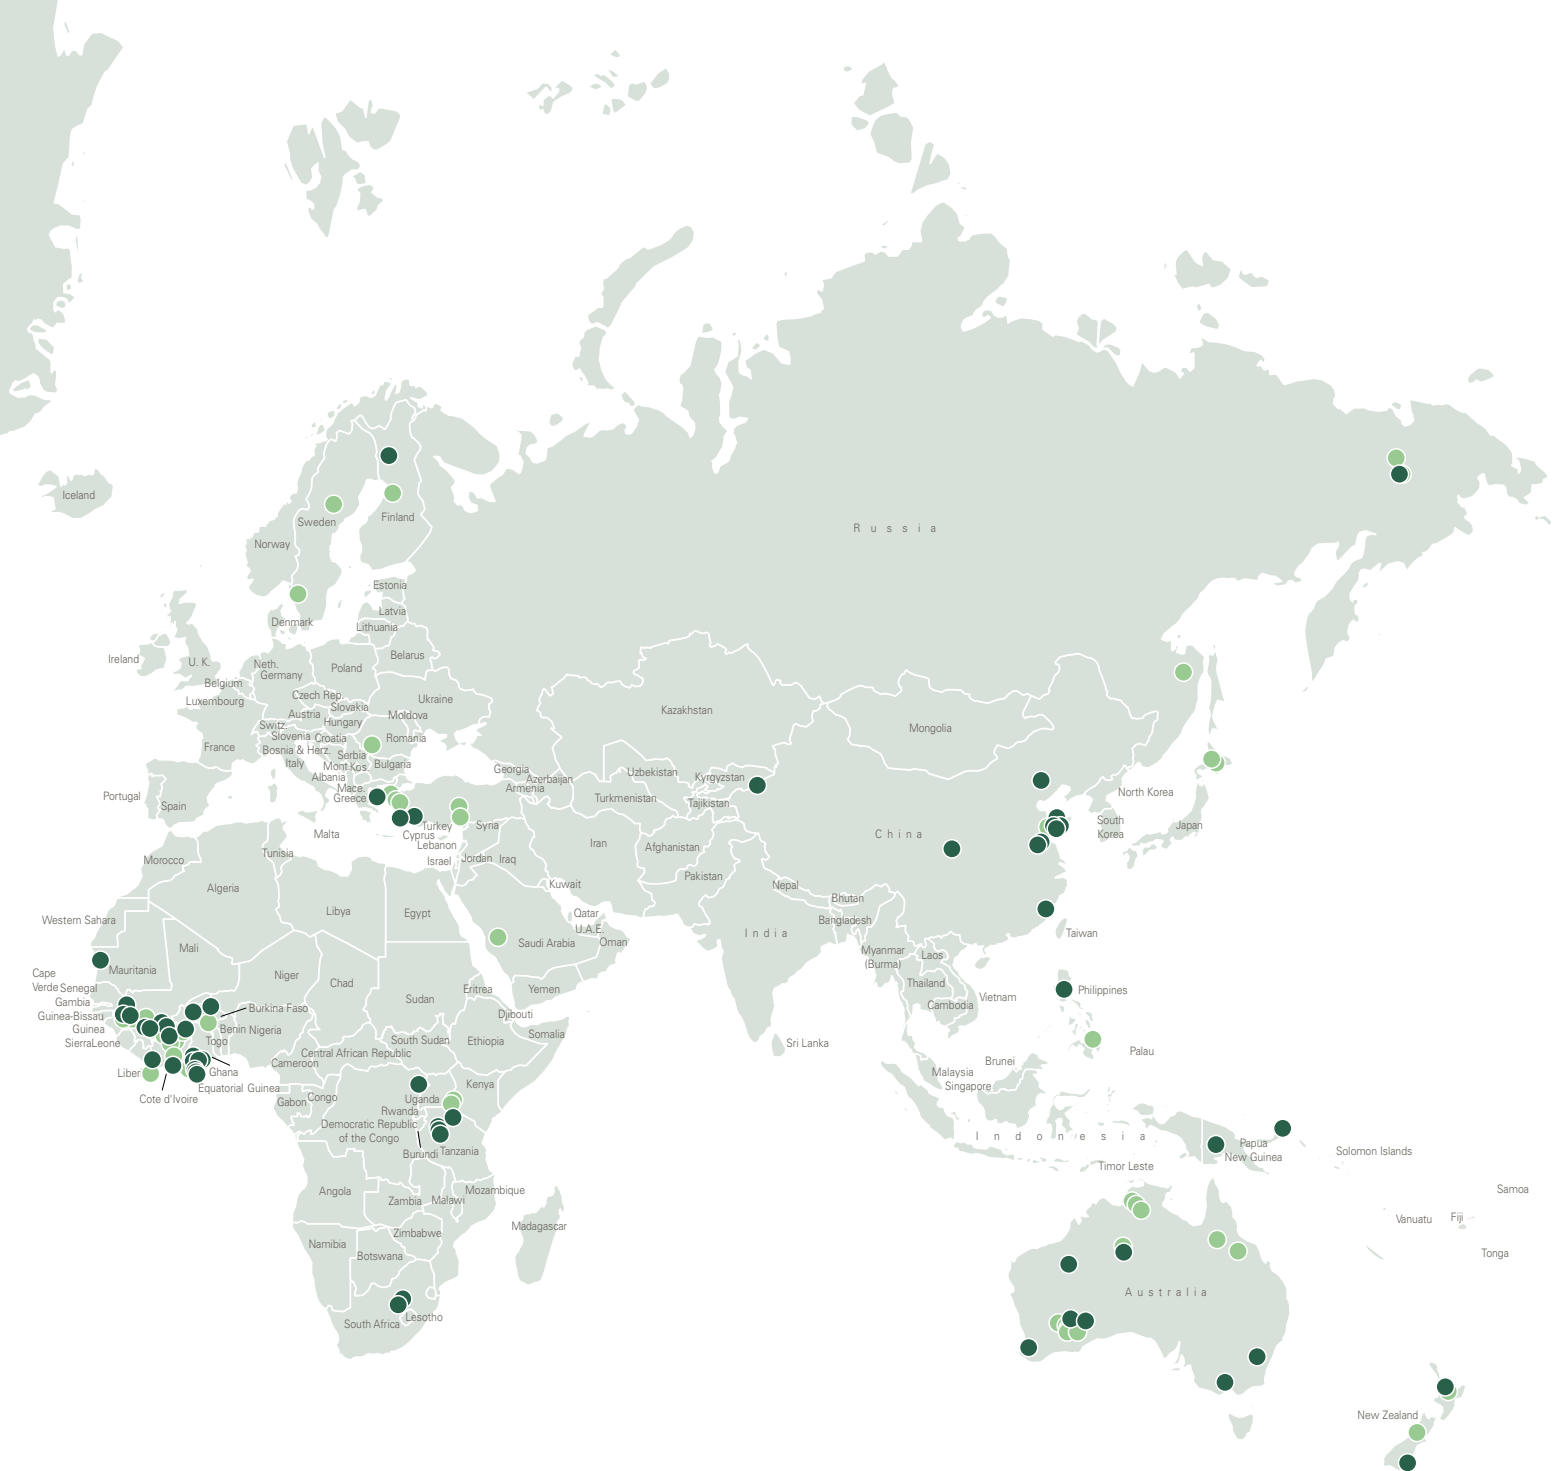 Iceland
Sweden
Finland
Norway
Russia
Estonia
Latvia
Denmark
Lithuania
Ireland
U. K.
Neth.
Germany
Poland
Belarus
Belgium
Luxembourg
Czech Rep.
Slovakia
Ukraine
Austria
Hungary
Moldova
Switz.
Slovenia
Croatia
Romania
France
Bosnia & Herz.
Serbia
Italy
Mont
Kos.
Bulgaria
Albania
Mace.
Greece
Portugal
Spain
Georgia
Azerbaijan
Armenia
Kazakhstan
Uzbekistan
Kyrgyzstan
Turkmenistan
Tajikistan
Mongolia
North Korea
South
Korea
Japan
China
Malta
Turkey
Cyprus
Syria
Lebanon
Israel
Jordan
Iraq
Iran
Afghanistan
Pakistan
Kuwait
Nepal
Bhutan
Bangladesh
India
Morocco
Tunisia
Algeria
Libya
Egypt
Qatar
U.A.E.
Oman
Saudi Arabia
Taiwan
Western Sahara
Mali
Mauritania
Niger
Chad
Sudan
Eritrea
Yemen
Myanmar
(Burma)
Laos
Thailand
Vietnam
Cambodia
Philippines
Cape
Verde
Senegal
Gambia
Guinea-Bissau
Guinea
SierraLeone
Burkina Faso
Benin
Nigeria
Togo
Djibouti
Somalia
Ethiopia
South Sudan
Central African Republic
Cameroon
Liber
Ghana
Equatorial Guinea
Cote d'Ivoire
Gabon
Congo
Uganda
Kenya
Rwanda
Democratic Republic
of the Congo
Burundi
Tanzania
Sri Lanka
Brunei
Palau
Malaysia
Singapore
Indonesia
Papua
New Guinea
Solomon Islands
Timor Leste
Angola
Zambia
Malawi
Mozambique
Zimbabwe
Madagascar
Namibia
Botswana
South Africa
Lesotho
Samoa
Vanuatu
Fiji
Tonga
Australia
New Zealand